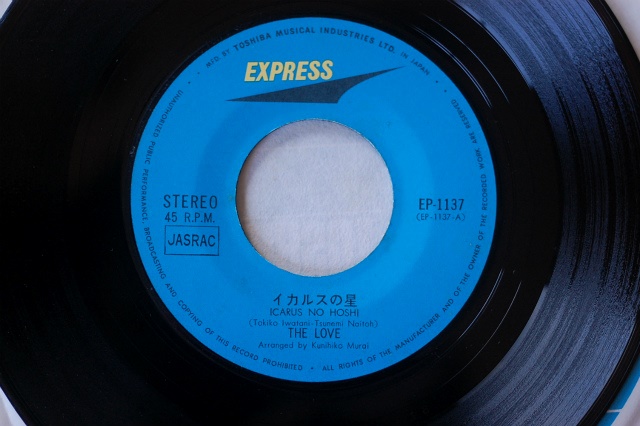 MFD. BY TOSHIBA MUSICAL INDUSTRIES LTD. IN JAPAN.
EXPRESS
STEREO
45 R.P.M.
JASRAC
EP-1137
(EP-1137-A)
イカルスの星
ICARUS NO HOSHI
(Tokiko Iwatani-Tsunemi Naitoh)
THE LOVE
Arranged by Kunihiko Murai
UNAUTHORIZED PUBLIC PERFORMANCE, BROADCASTING AND COPYING OF THIS RECORD PROHIBITED • ALL RIGHTS OF THE MANUFACTURER AND OF THE OWNER OF THE RECORDED WORK ARE RESERVED.